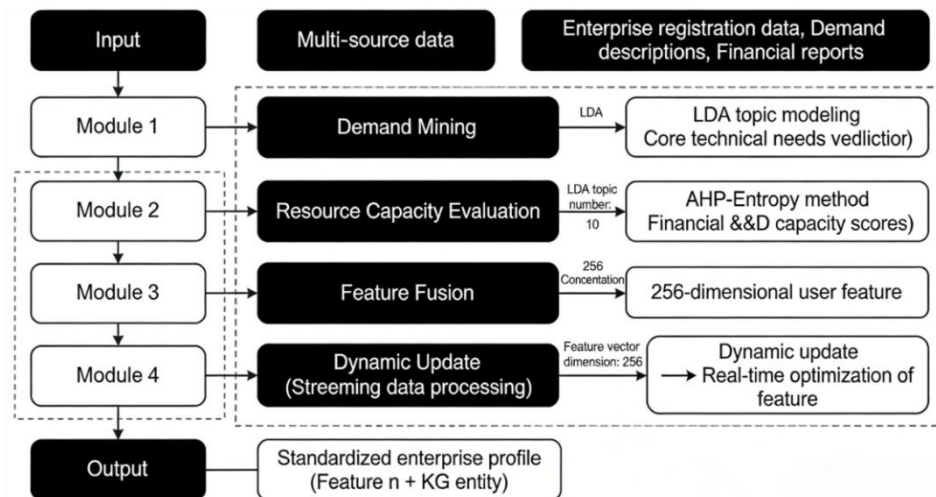 Input
Multi-source data
Enterprise registration data, Demand
descriptions, Financial reports
Module 1
Demand Mining
LDA
LDA topic modeling
Core technical needs vedlictior)
Module 2
Resource Capacity Evaluation
LDA topic
number:
10
AHP-Entropy method
Financial &&D capacity scores)
Module 3
Feature Fusion
256
Concentation
256-dimensional user feature
Module 4
Dynamic Update
(Streeming data processing)
Feature vector
dimension: 256
Dynamic update
Real-time optimization of
feature
Output
Standardized enterprise profile
(Feature n + KG entity)